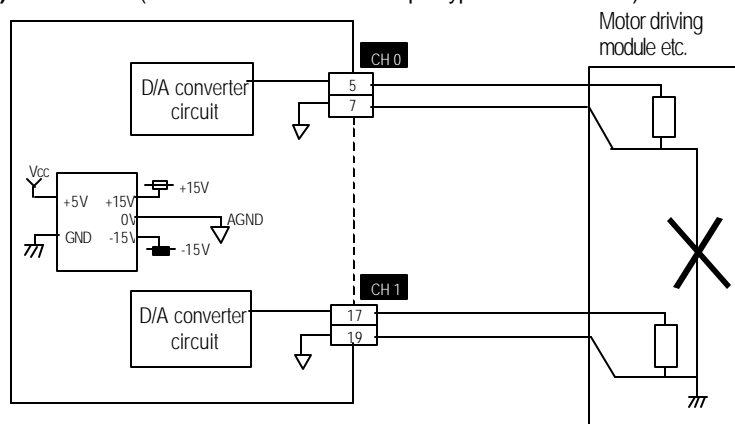 Motor driving
module etc.
CH 0
D/A converter
circuit
5
7
Vcc
+5V
+15V
+15V
0V
AGND
GND
-15V
-15V
CH 1
D/A converter
circuit
17
19